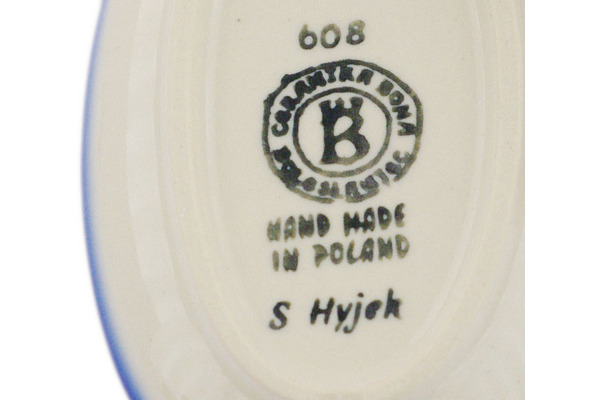 608
CERAMIKA BONA
BOLESŁAWIEC
B
HAND MADE
IN POLAND
S Hyjek